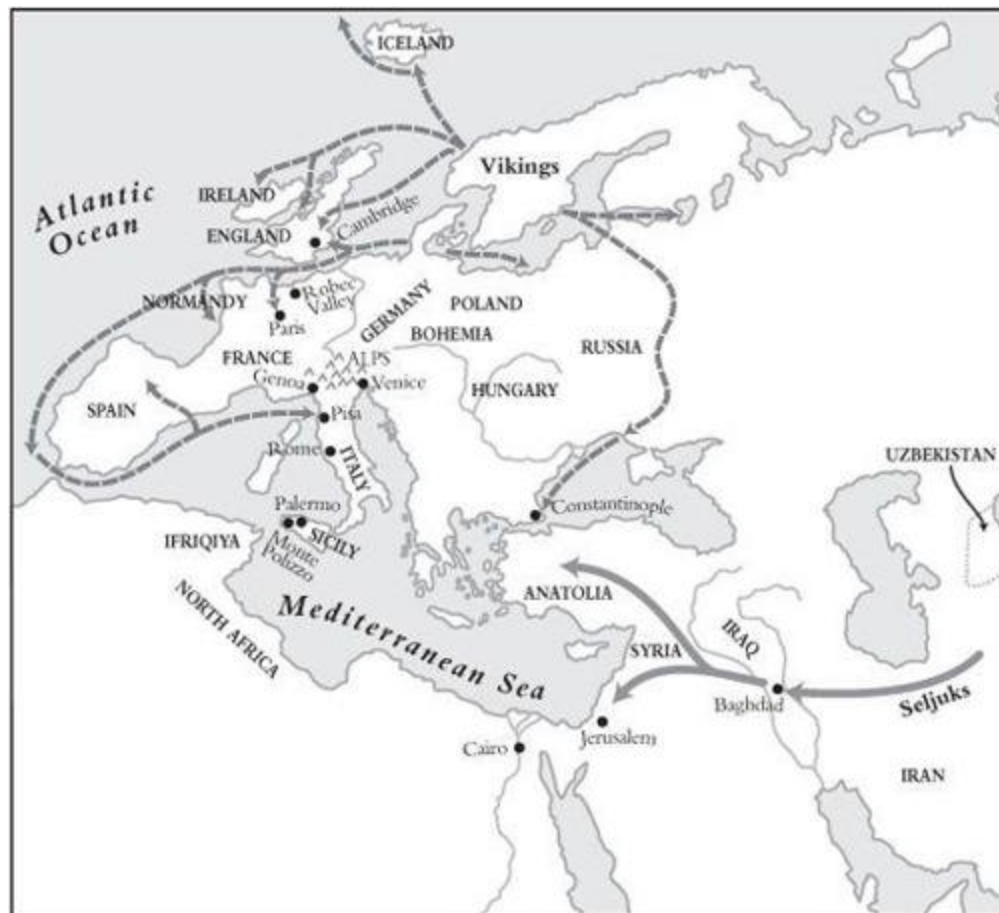 ICELAND
Vikings
Atlantic
Ocean
IRELAND
ENGLAND
Cambridge
NORMANDY
Robec
Valley
Paris
GERMANY
POLAND
BOHEMIA
RUSSIA
FRANCE
ALPS
Genoa
Venice
HUNGARY
SPAIN
Pisa
Rome
ITALY
UZBEKISTAN
Palermo
Constantinople
SICILY
IFRIQIYA
Monte
Polizzo
NORTH AFRICA
ANATOLIA
Mediterranean Sea
SYRIA
IRAQ
Baghdad
Seljuks
Cairo
Jerusalem
IRAN